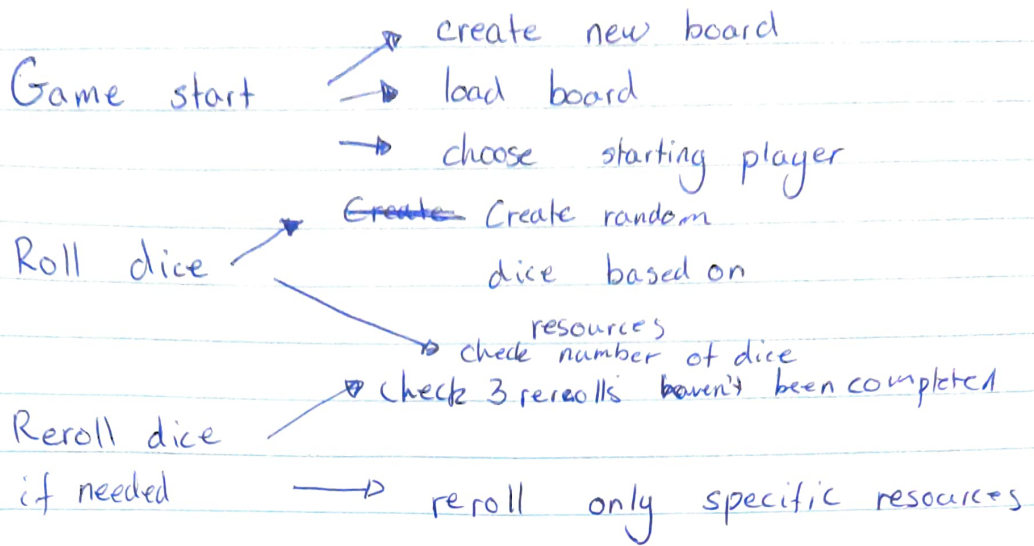 create new board
Game start
load board
choose starting player
Create Create random
Roll dice
dice based on
resources
check number of dice
check 3 rerolls haven't been completed
Reroll dice
if needed
reroll only specific resources